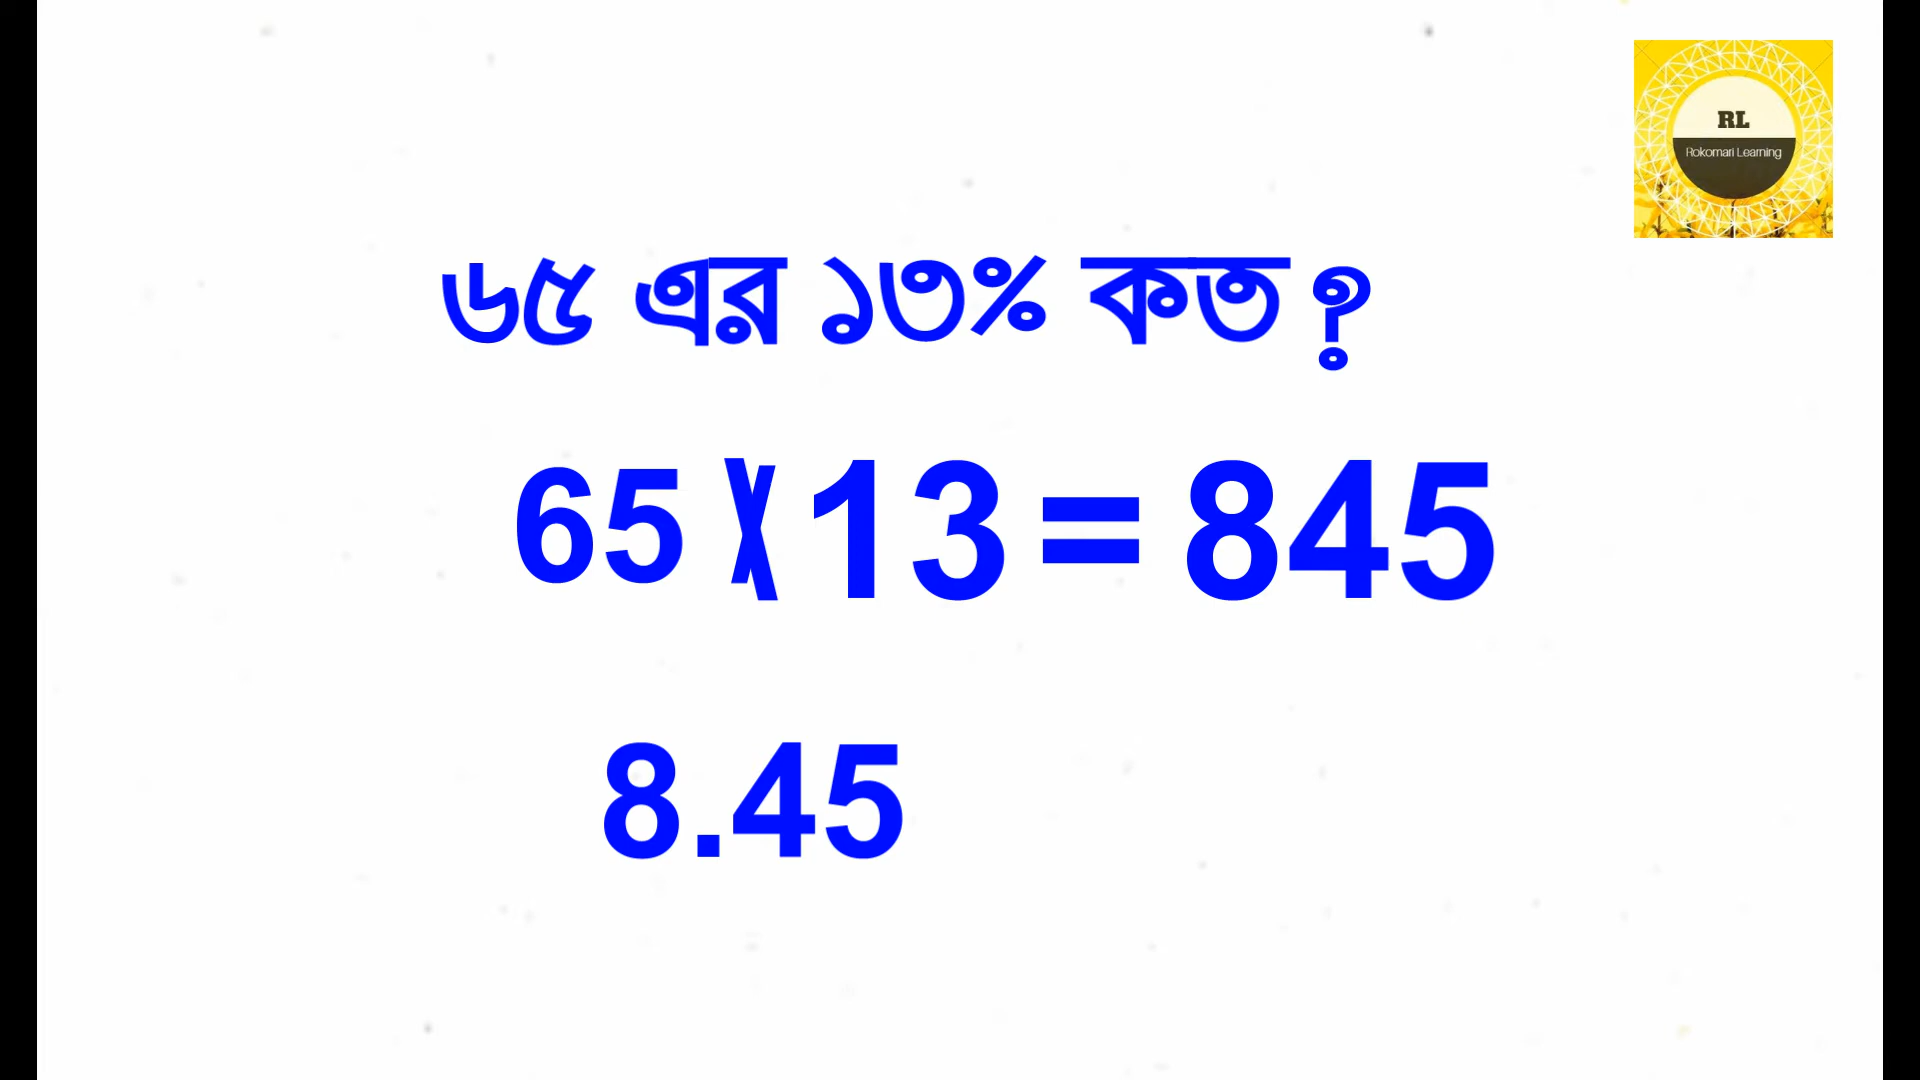 RL
Rokomari Learning
৬৫ এর ১৩% কত ?
65 X 13 = 845
8.45